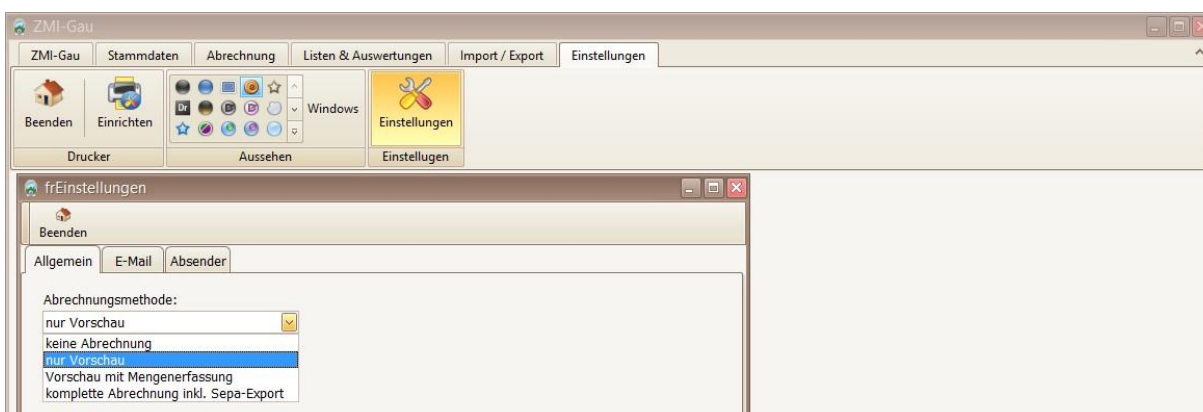 ZMI-Gau
ZMI-Gau Stammdaten Abrechnung Listen & Auswertungen Import / Export Einstellungen
Dr Windows
Beenden Einrichten Einstellungen
Drucker Aussehen Einstellugen
frEinstellungen
Beenden
Allgemein E-Mail Absender
Abrechnungsmethode:
nur Vorschau
keine Abrechnung
nur Vorschau
Vorschau mit Mengenerfassung
komplette Abrechnung inkl. Sepa-Export